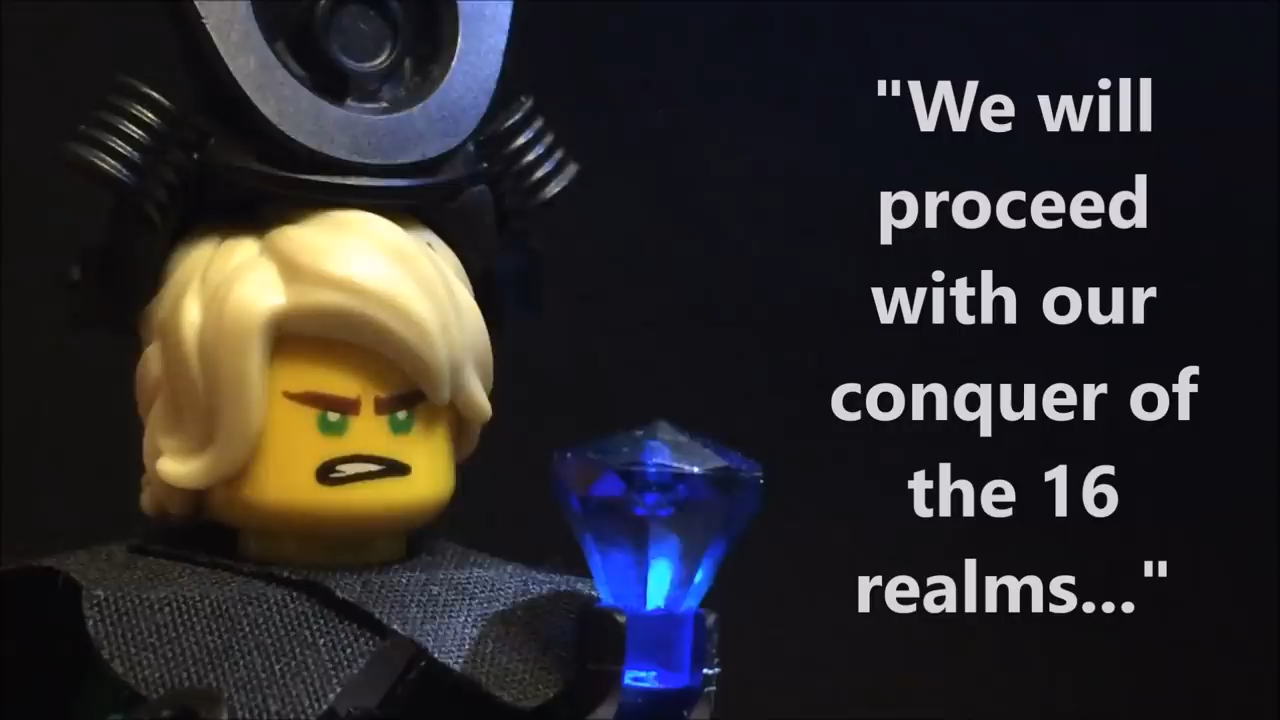 "We will
proceed
with our
conquer of
the 16
realms..."